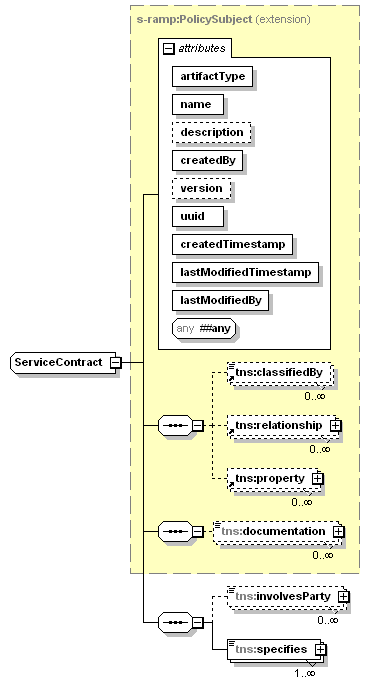 s-ramp:PolicySubject (extension)
attributes
artifactType
name
description
createdBy
version
uuid
createdTimestamp
lastModifiedTimestamp
lastModifiedBy
any ##any
ServiceContract
tns:classifiedBy
0..∞
tns:relationship
0..∞
tns:property
0..∞
tns:documentation
0..∞
tns:involvesParty
0..∞
tns:specifies
1..∞